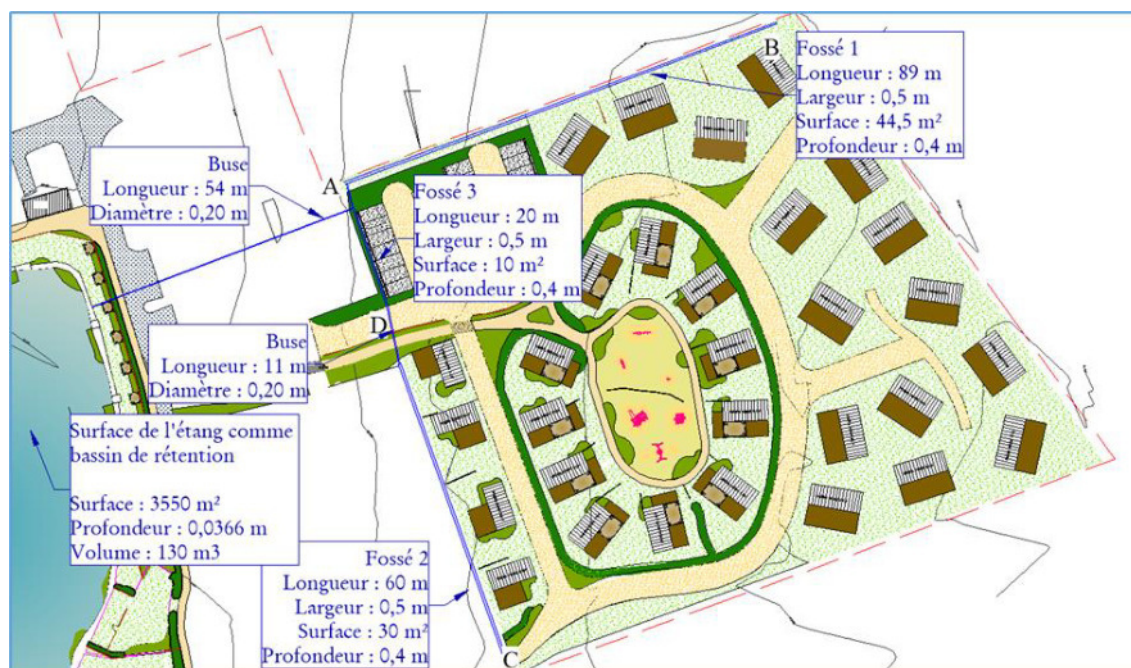 B
Fossé 1
Longueur : 89 m
Largeur : 0,5 m
Surface : 44,5 m²
Profondeur : 0,4 m
Buse
Longueur : 54 m
Diamètre : 0,20 m
A
Fossé 3
Longueur : 20 m
Largeur : 0,5 m
Surface : 10 m²
Profondeur : 0,4 m
D
Buse
Longueur : 11 m
Diamètre : 0,20 m
Surface de l'étang comme
bassin de rétention
Surface : 3550 m²
Profondeur : 0,0366 m
Volume : 130 m3
Fossé 2
Longueur : 60 m
Largeur : 0,5 m
Surface : 30 m²
Profondeur : 0,4 m
C